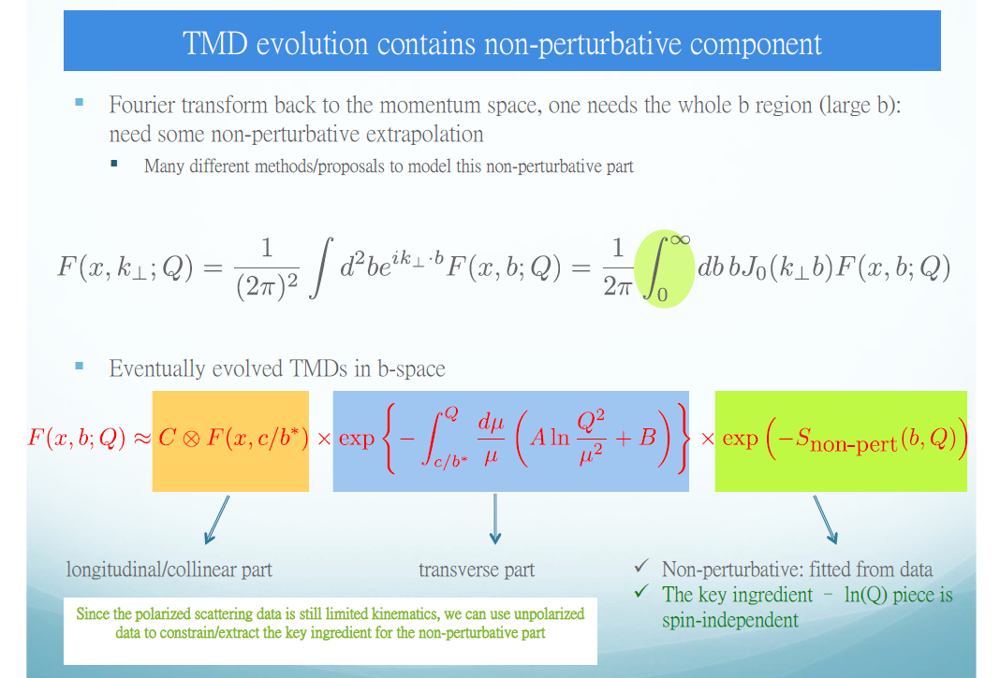 TMD evolution contains non-perturbative component
Fourier transform back to the momentum space, one needs the whole b region (large b):
need some non-perturbative extrapolation
Many different methods/proposals to model this non-perturbative part
F(x, k⊥; Q) = 1/(2π)² ∫ d²b e^{ik⊥·b} F(x, b; Q) = 1/2π ∫₀^∞ db b J₀(k⊥b) F(x, b; Q)
Eventually evolved TMDs in b-space
F(x, b; Q) ≈ C ⊗ F(x, c/b*) × exp{ −∫_{c/b*}^{Q} dμ/μ ( A ln Q²/μ² + B ) } × exp( −S_{non-pert}(b, Q) )
longitudinal/collinear part
transverse part
✓ Non-perturbative: fitted from data
✓ The key ingredient – ln(Q) piece is
spin-independent
Since the polarized scattering data is still limited kinematics, we can use unpolarized
data to constrain/extract the key ingredient for the non-perturbative part